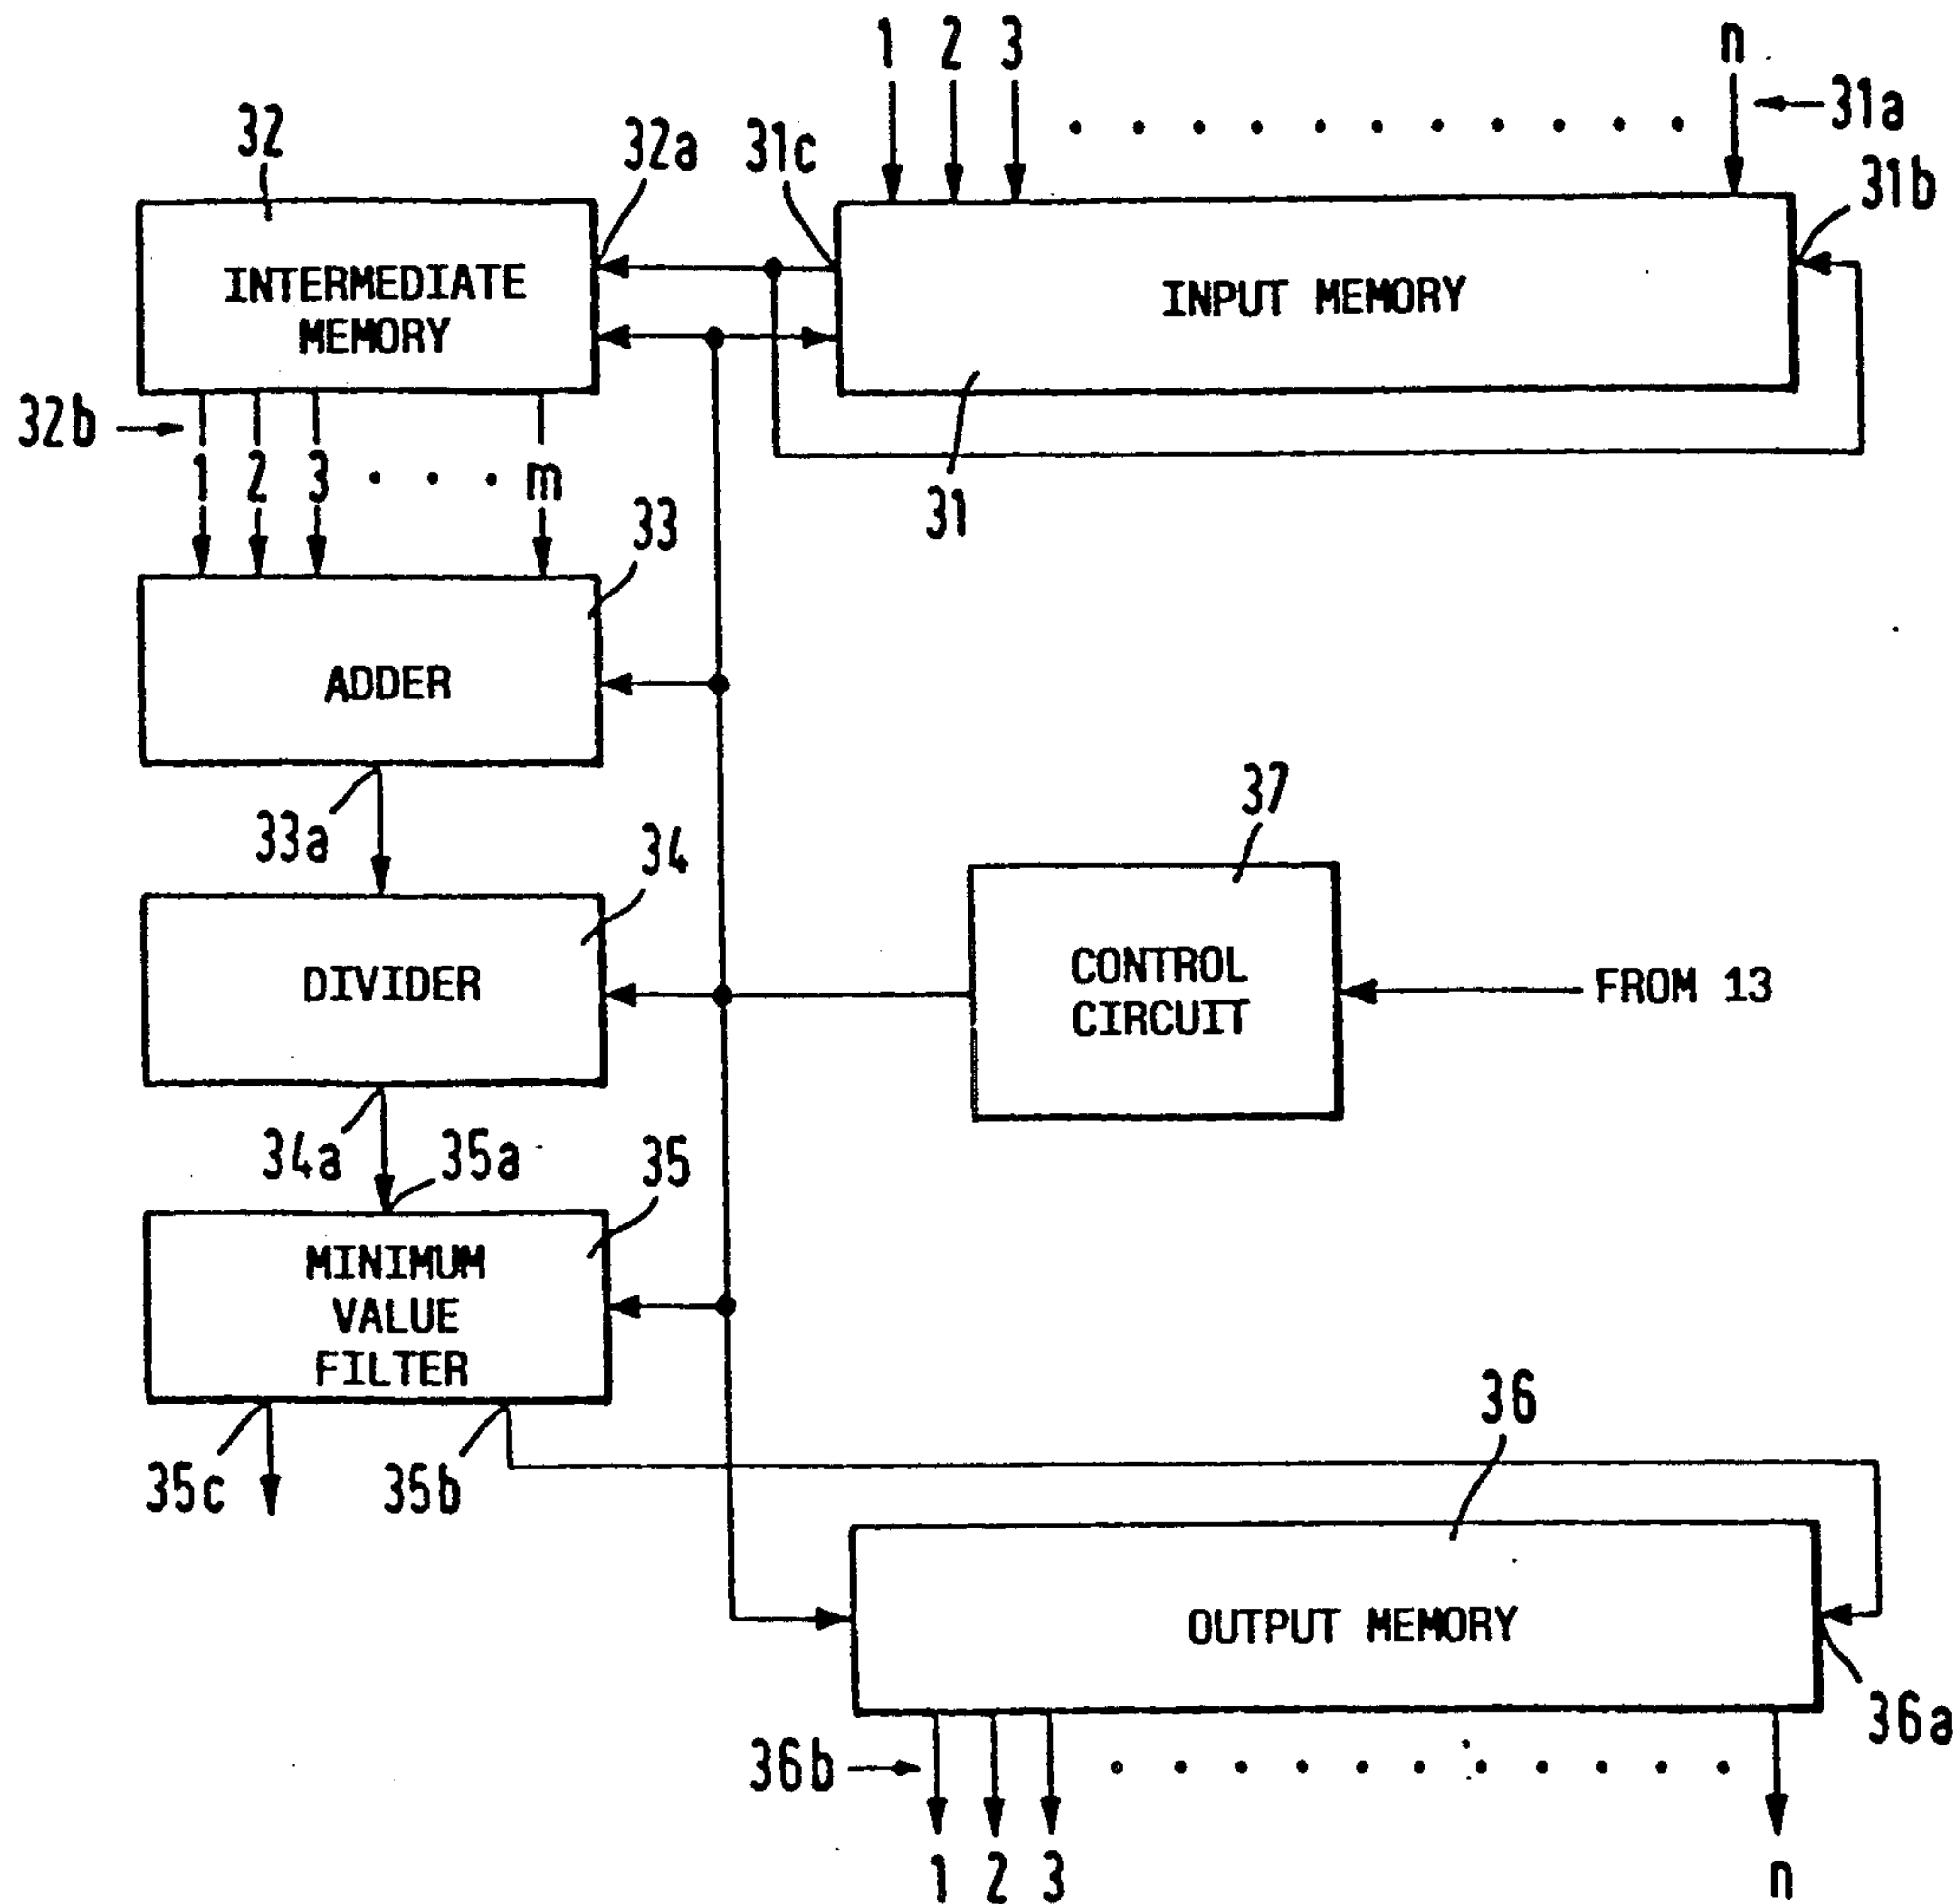 1 2 3 n
31a
32 32a 31c 31b
INTERMEDIATE
MEMORY
INPUT MEMORY
32b
1 2 3 m
31
33
ADDER
33a
37
34
DIVIDER
CONTROL
CIRCUIT
FROM 13
34a 35a 35
MINIMUM
VALUE
FILTER
36
35c 35b
OUTPUT MEMORY
36a
36b
1 2 3 n